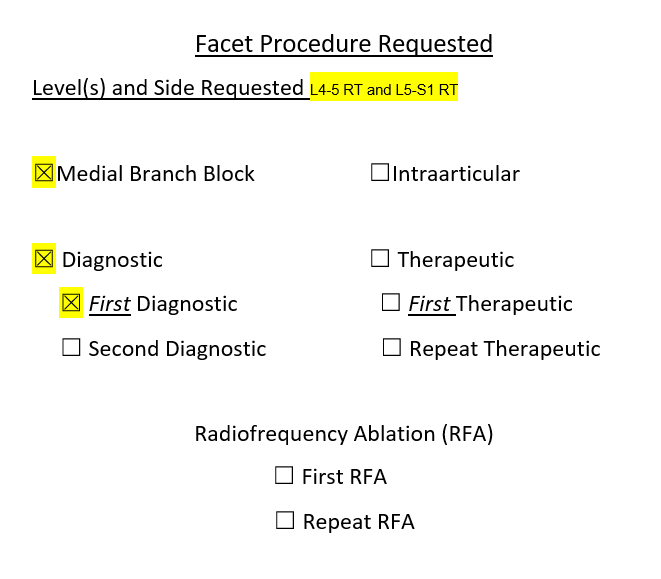 Facet Procedure Requested
Level(s) and Side Requested L4-5 RT and L5-S1 RT
☒Medial Branch Block ☐Intraarticular
☒ Diagnostic ☐ Therapeutic
☒ First Diagnostic ☐ First Therapeutic
☐ Second Diagnostic ☐ Repeat Therapeutic
Radiofrequency Ablation (RFA)
☐ First RFA
☐ Repeat RFA